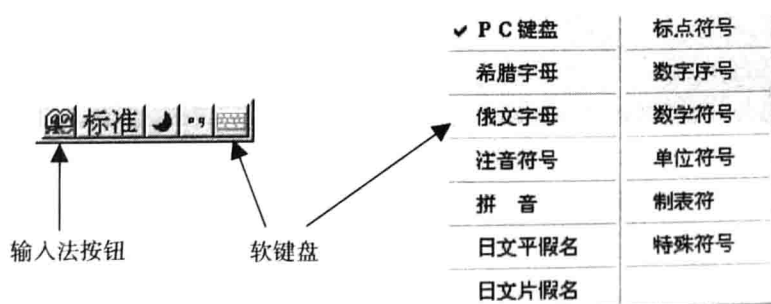 标准
输入法按钮
软键盘
PC键盘
希腊字母
俄文字母
注音符号
拼音
日文平假名
日文片假名
标点符号
数字序号
数学符号
单位符号
制表符
特殊符号